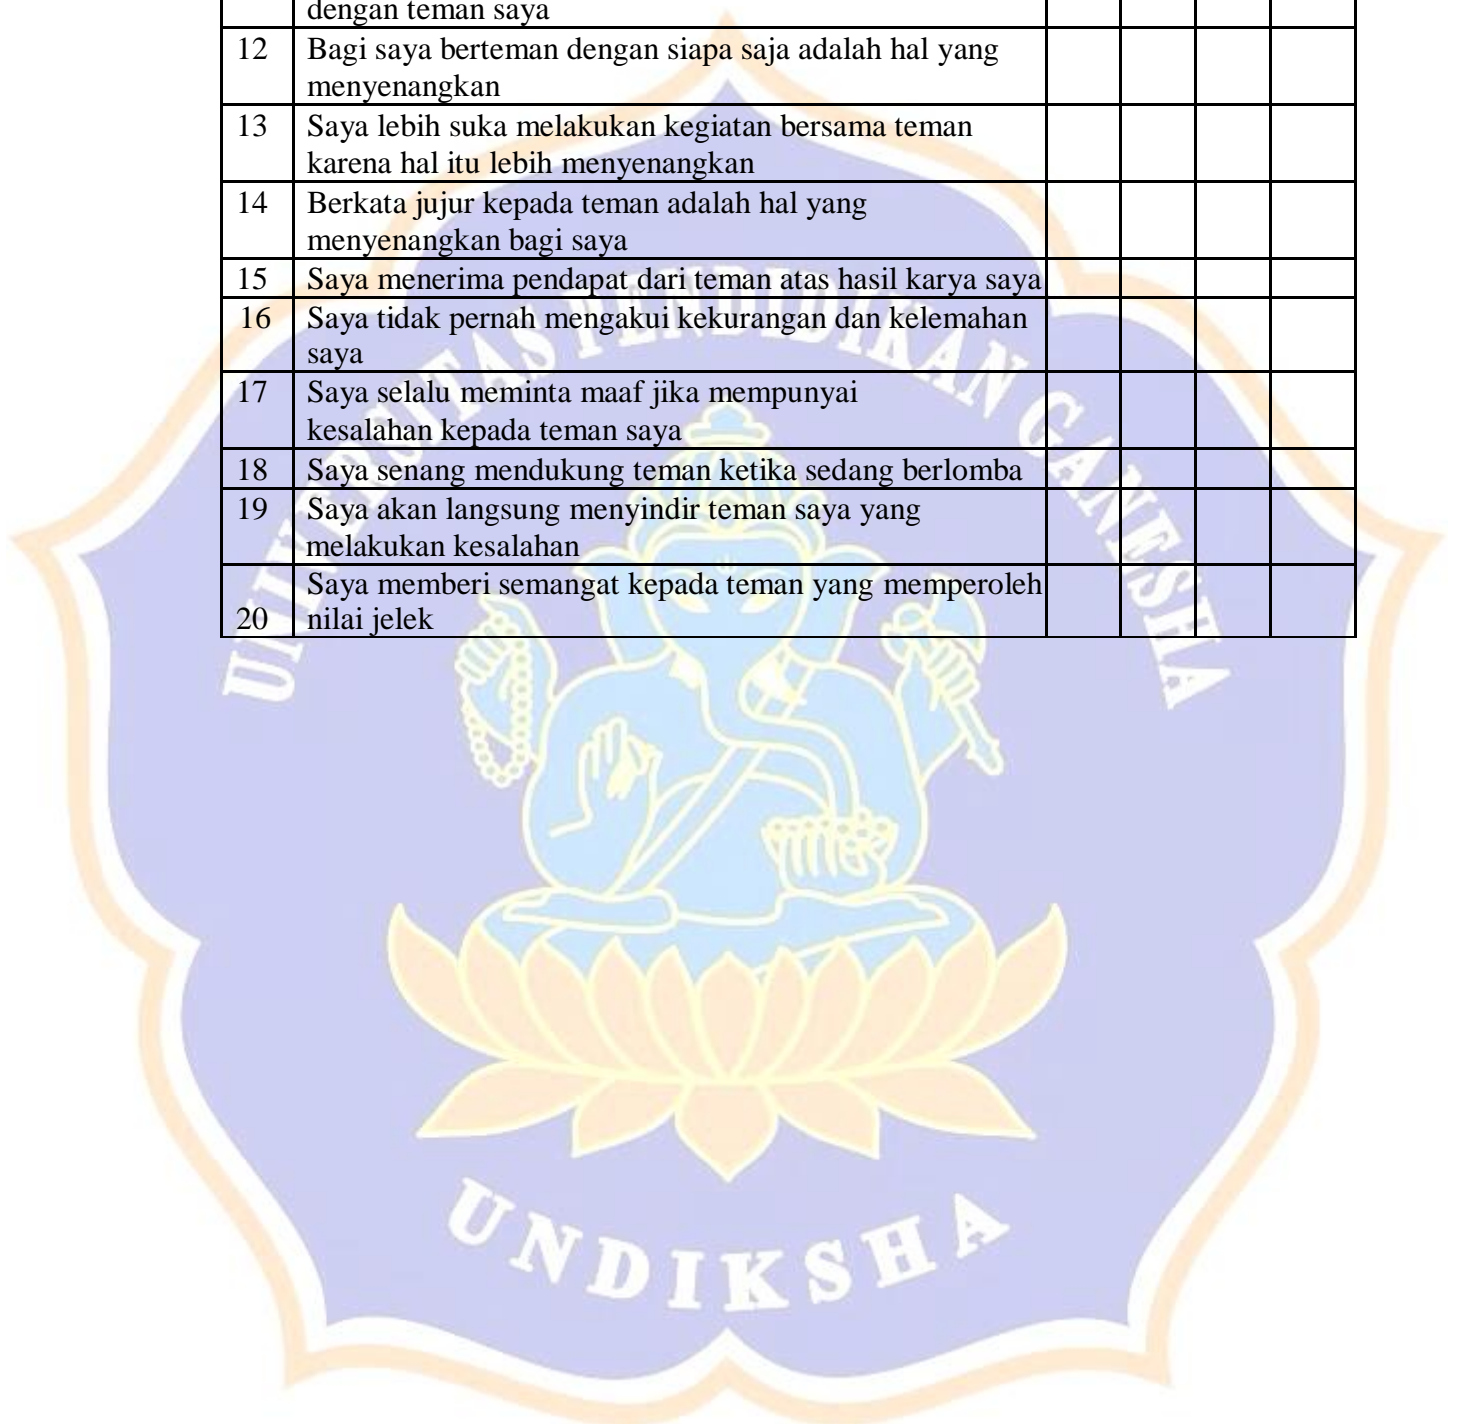 dengan teman saya
12 Bagi saya berteman dengan siapa saja adalah hal yang
menyenangkan
13 Saya lebih suka melakukan kegiatan bersama teman
karena hal itu lebih menyenangkan
14 Berkata jujur kepada teman adalah hal yang
menyenangkan bagi saya
15 Saya menerima pendapat dari teman atas hasil karya saya
16 Saya tidak pernah mengakui kekurangan dan kelemahan
saya
17 Saya selalu meminta maaf jika mempunyai
kesalahan kepada teman saya
18 Saya senang mendukung teman ketika sedang berlomba
19 Saya akan langsung menyindir teman saya yang
melakukan kesalahan
Saya memberi semangat kepada teman yang memperoleh
20 nilai jelek
UNIVERSITAS PENDIDIKAN GANESHA
UNDIKSHA